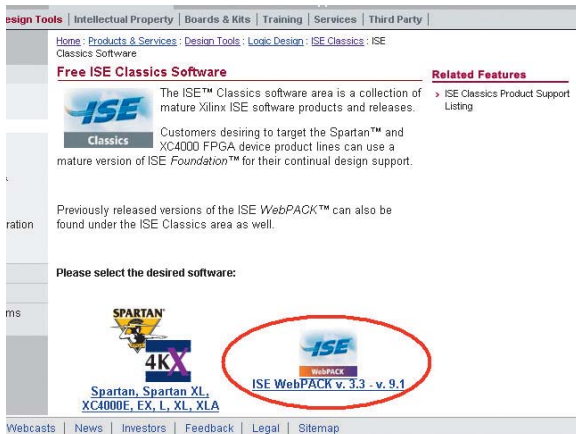 esign Tools | Intellectual Property | Boards & Kits | Training | Services | Third Party |
Home : Products & Services : Design Tools : Logic Design : ISE Classics : ISE
Classics Software
Free ISE Classics Software
Related Features
ISE
Classics
The ISE™ Classics software area is a collection of
mature Xilinx ISE software products and releases.
ISE Classics Product Support
Listing
Customers desiring to target the Spartan™ and
XC4000 FPGA device product lines can use a
mature version of ISE Foundation™ for their continual design support.
ration
Previously released versions of the ISE WebPACK™ can also be
found under the ISE Classics area as well.
Please select the desired software:
ms
SPARTAN
4KX
ISE
WebPACK
Spartan, Spartan XL,
XC4000E, EX, L, XL, XLA
ISE WebPACK v. 3.3 - v. 9.1
Webcasts | News | Investors | Feedback | Legal | Sitemap